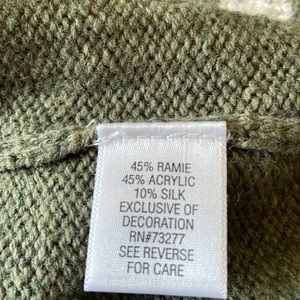 45% RAMIE
45% ACRYLIC
10% SILK
EXCLUSIVE OF
DECORATION
RN#73277
SEE REVERSE
FOR CARE